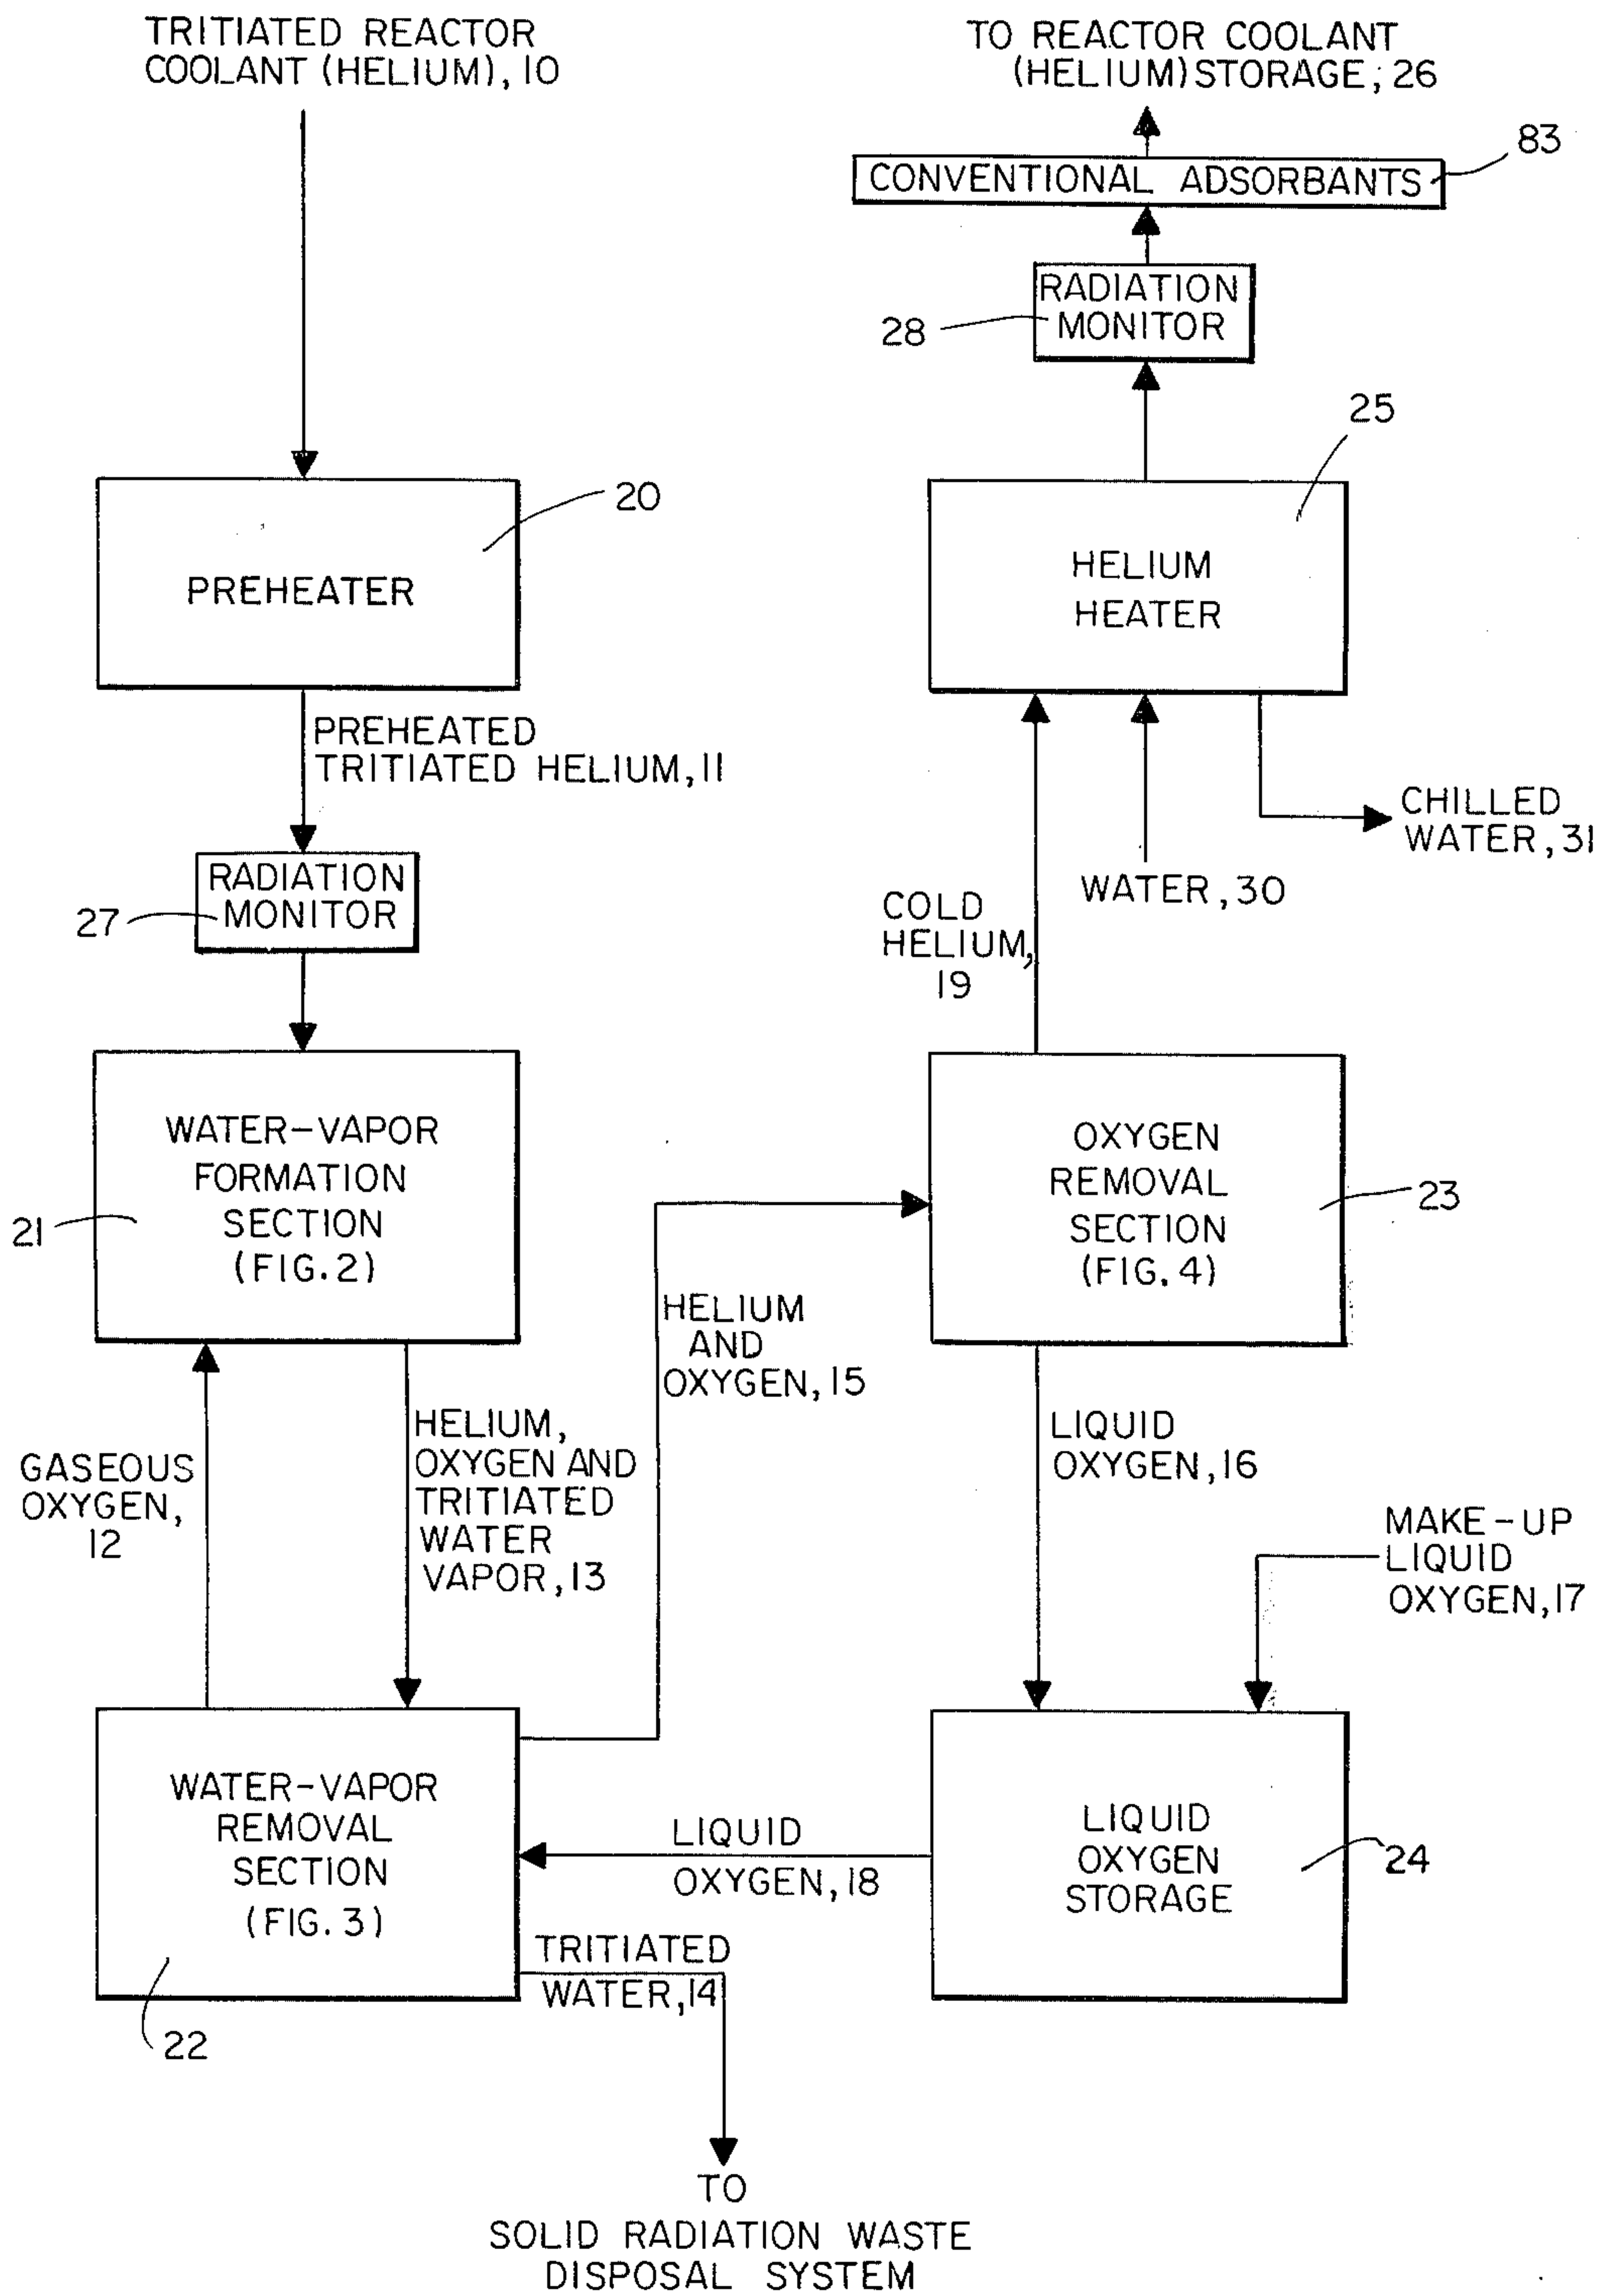 TRITIATED REACTOR
COOLANT (HELIUM), 10
TO REACTOR COOLANT
(HELIUM) STORAGE, 26
83
CONVENTIONAL ADSORBANTS
RADIATION
MONITOR
28
25
20
PREHEATER
HELIUM
HEATER
PREHEATED
TRITIATED HELIUM, 11
CHILLED
WATER, 31
RADIATION
MONITOR
27
WATER, 30
COLD
HELIUM,
19
WATER-VAPOR
FORMATION
SECTION
(FIG. 2)
21
OXYGEN
REMOVAL
SECTION
(FIG. 4)
23
HELIUM
AND
OXYGEN, 15
GASEOUS
OXYGEN,
12
HELIUM,
OXYGEN AND
TRITIATED
WATER
VAPOR, 13
LIQUID
OXYGEN, 16
MAKE-UP
LIQUID
OXYGEN, 17
WATER-VAPOR
REMOVAL
SECTION
(FIG. 3)
22
LIQUID
OXYGEN, 18
LIQUID
OXYGEN
STORAGE
24
TRITIATED
WATER, 14
TO
SOLID RADIATION WASTE
DISPOSAL SYSTEM